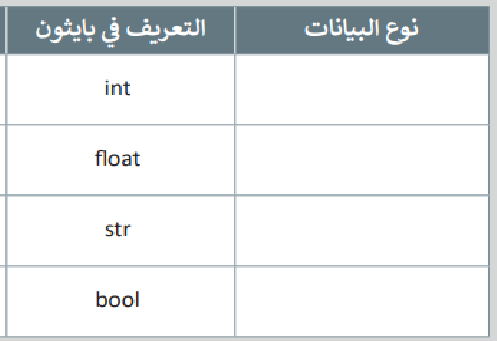 نوع البيانات التعريف في بايثون
int
float
str
bool